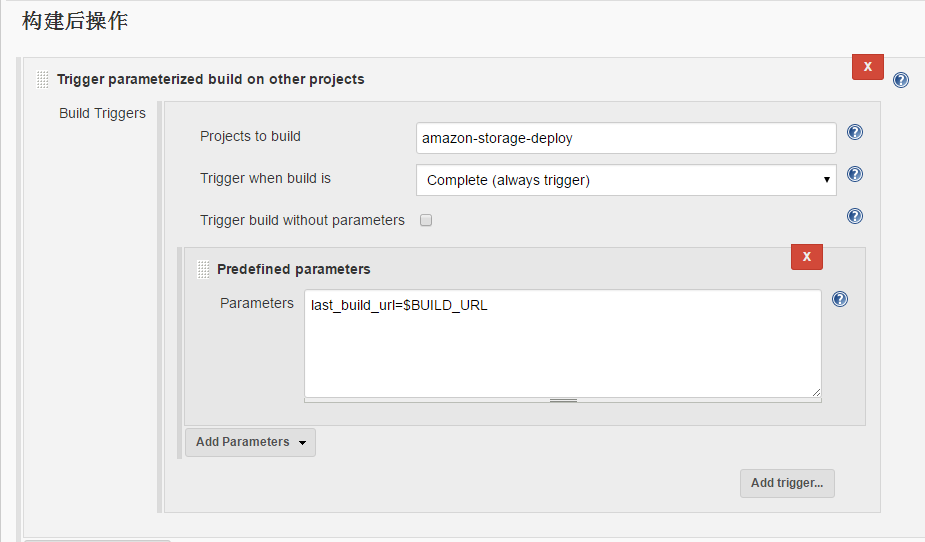 构建后操作
X
Trigger parameterized build on other projects
?
Build Triggers
Projects to build
amazon-storage-deploy
?
Trigger when build is
Complete (always trigger)
?
Trigger build without parameters
?
X
Predefined parameters
Parameters
last_build_url=$BUILD_URL
?
Add Parameters
Add trigger...